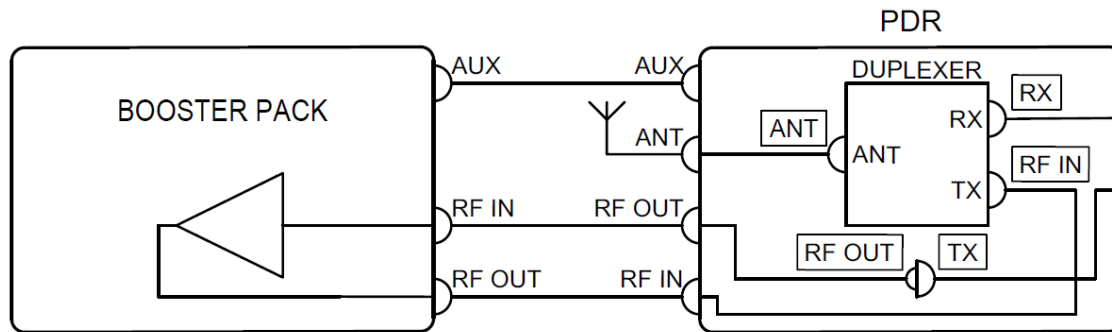 PDR
AUX
AUX
DUPLEXER
BOOSTER PACK
RX
RX
ANT
ANT
ANT
RF IN
TX
RF IN
RF OUT
RF OUT
TX
RF OUT
RF IN